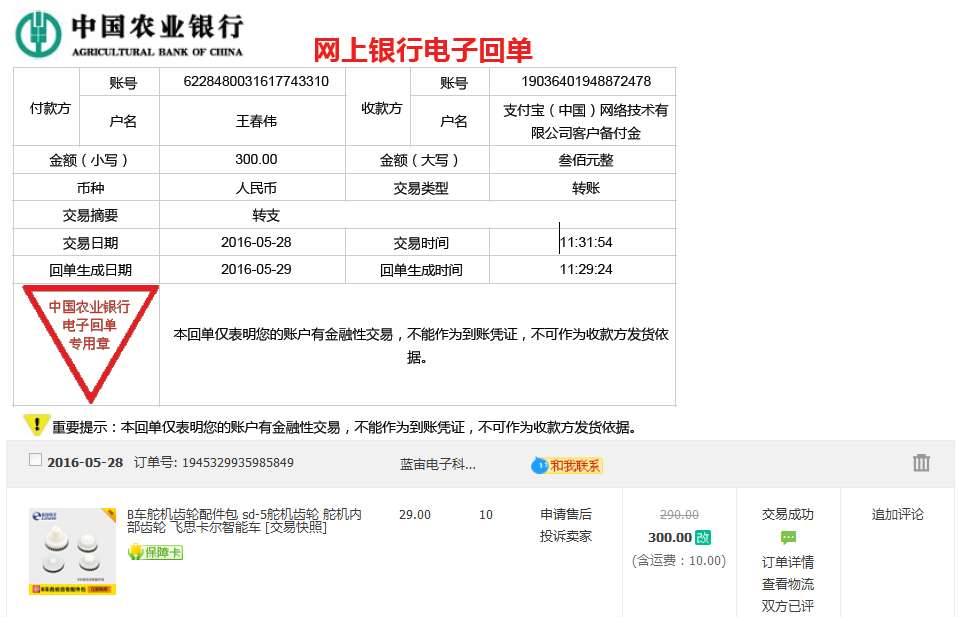 中国农业银行
AGRICULTURAL BANK OF CHINA
网上银行电子回单
付款方 账号 6228480031617743310 收款方 账号 19036401948872478
户名 王春伟 户名 支付宝（中国）网络技术有
限公司客户备付金
金额（小写） 300.00 金额（大写） 叁佰元整
币种 人民币 交易类型 转账
交易摘要 转支
交易日期 2016-05-28 交易时间 11:31:54
回单生成日期 2016-05-29 回单生成时间 11:29:24
中国农业银行
电子回单
专用章
本回单仅表明您的账户有金融性交易，不能作为到账凭证，不可作为收款方发货依
据。
重要提示：本回单仅表明您的账户有金融性交易，不能作为到账凭证，不可作为收款方发货依据。
2016-05-28 订单号: 1945329935985849 蓝宙电子科... 和我联系
B车舵机齿轮配件包 sd-5舵机齿轮 舵机内
部齿轮 飞思卡尔智能车 [交易快照]
保障卡
29.00
10
申请售后
投诉卖家
290.00
300.00 改
(含运费：10.00)
交易成功
订单详情
查看物流
双方已评
追加评论
B车舵机齿轮配件包